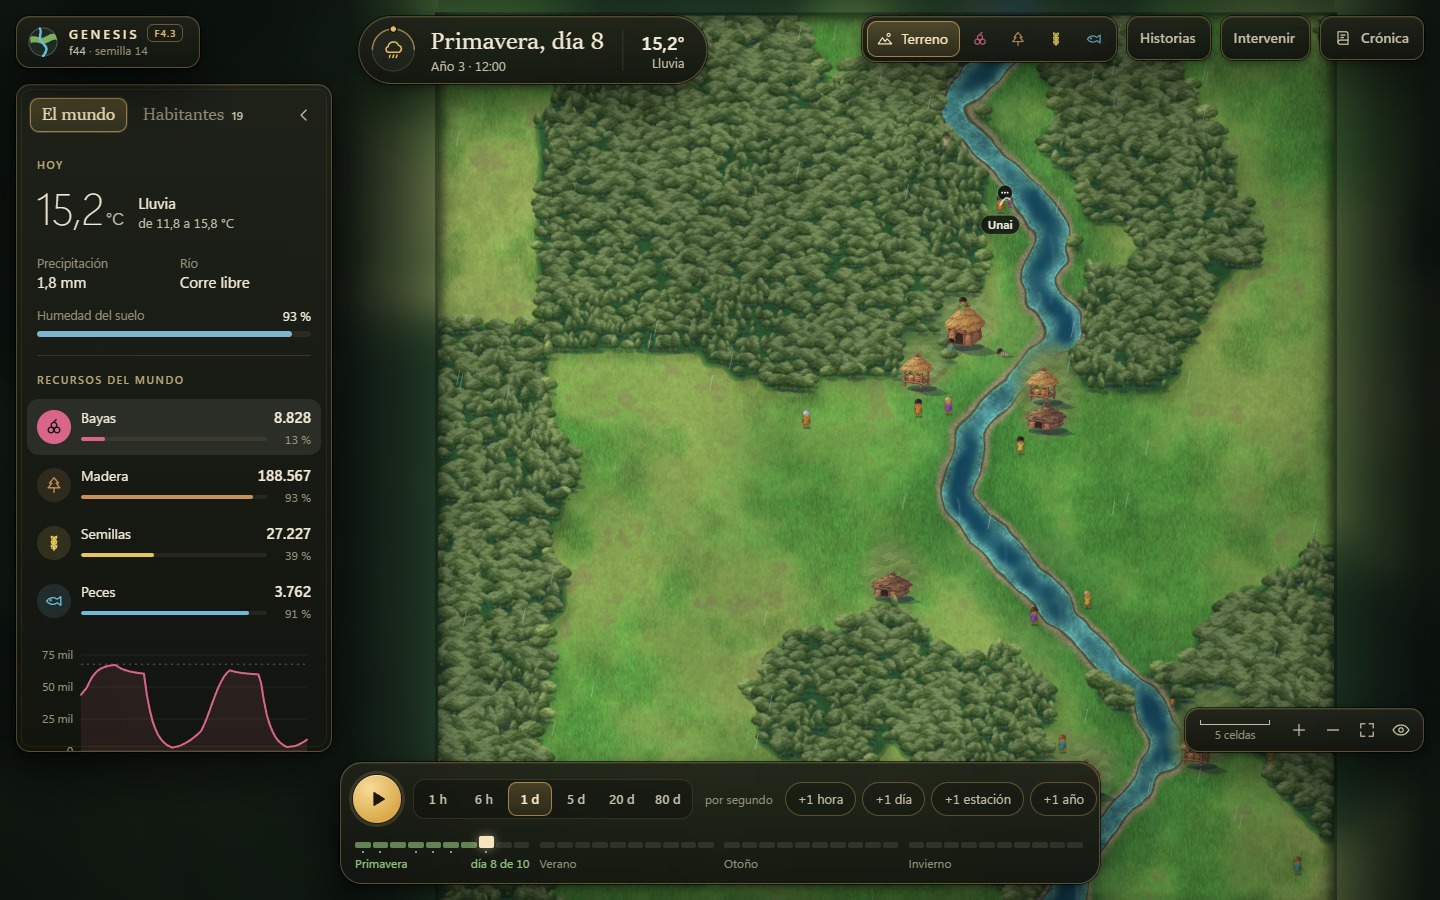 GENESIS F4.3
f44 · semilla 14
Primavera, día 8
Año 3 · 12:00
15,2°
Lluvia
Terreno
Historias
Intervenir
Crónica
El mundo
Habitantes 19
HOY
15,2 °C
Lluvia
de 11,8 a 15,8 °C
Precipitación
1,8 mm
Río
Corre libre
Humedad del suelo 93 %
RECURSOS DEL MUNDO
Bayas 8.828
13 %
Madera 188.567
93 %
Semillas 27.227
39 %
Peces 3.762
91 %
75 mil
50 mil
25 mil
0
Unai
5 celdas
1 h 6 h 1 d 5 d 20 d 80 d por segundo +1 hora +1 día +1 estación +1 año
Primavera día 8 de 10 Verano Otoño Invierno